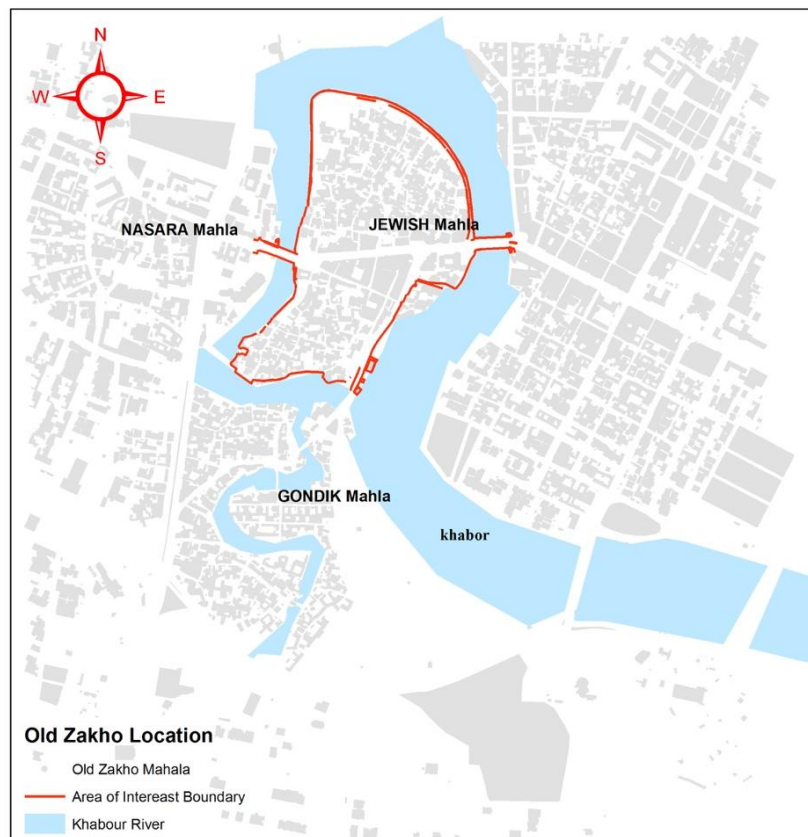 N
W E
S
NASARA Mahla
JEWISH Mahla
GONDIK Mahla
khabor
Old Zakho Location
Old Zakho Mahala
Area of Intereast Boundary
Khabour River